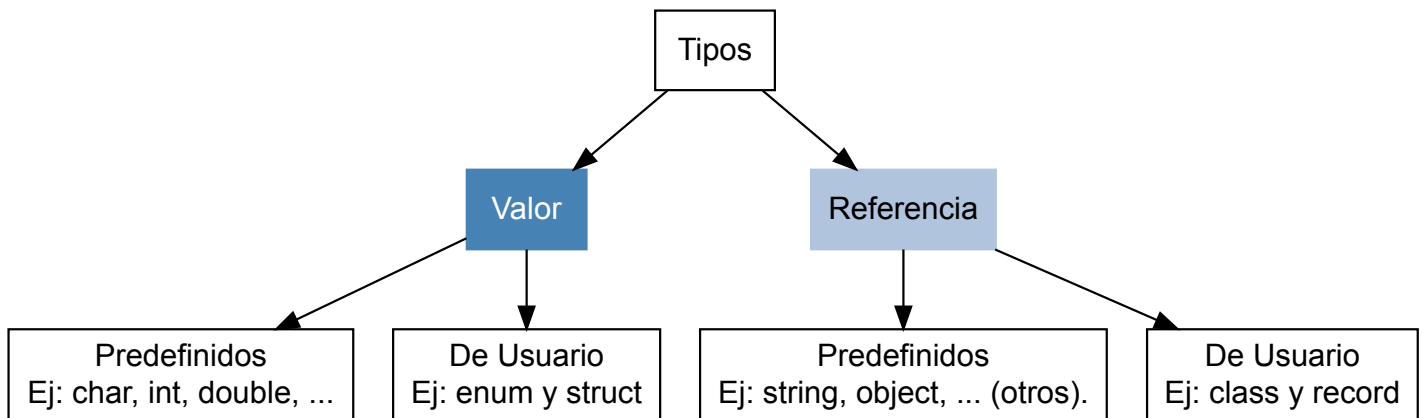 Tipos
Valor
Referencia
Predefinidos
Ej: char, int, double, ...
De Usuario
Ej: enum y struct
Predefinidos
Ej: string, object, ... (otros).
De Usuario
Ej: class y record